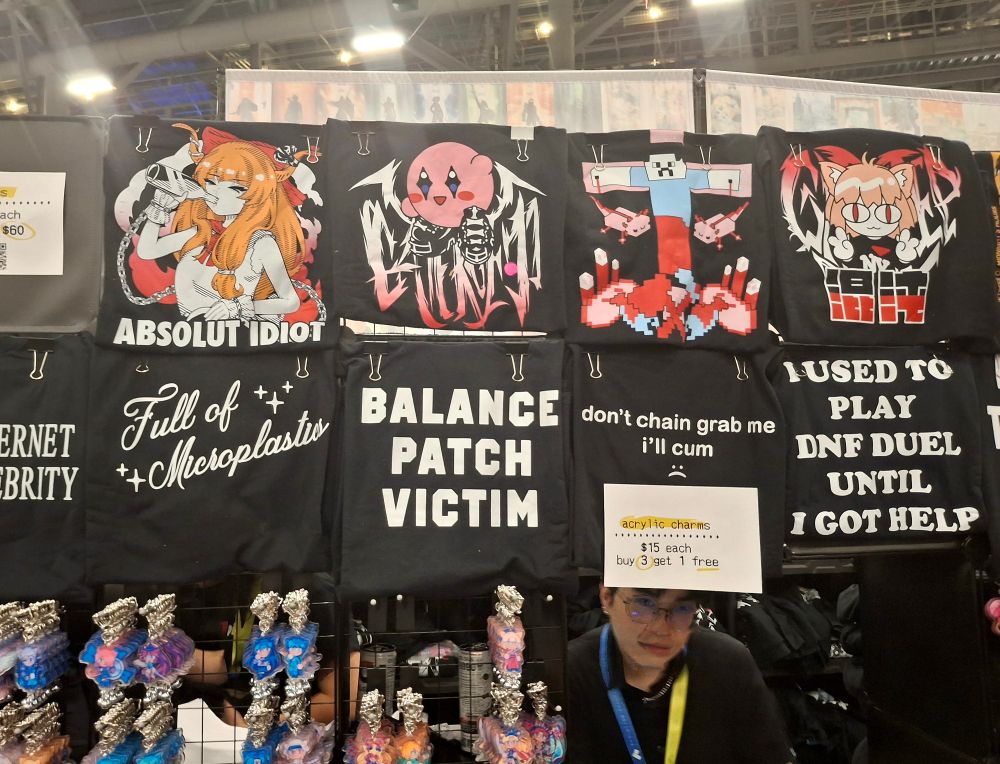 ach
$60
ABSOLUT IDIOT
ERNET
EBRITY
Full of
Microplastics
BALANCE
PATCH
VICTIM
don't chain grab me
i'll cum
:(
I USED TO
PLAY
DNF DUEL
UNTIL
I GOT HELP
acrylic charms
$15 each
buy 3 get 1 free